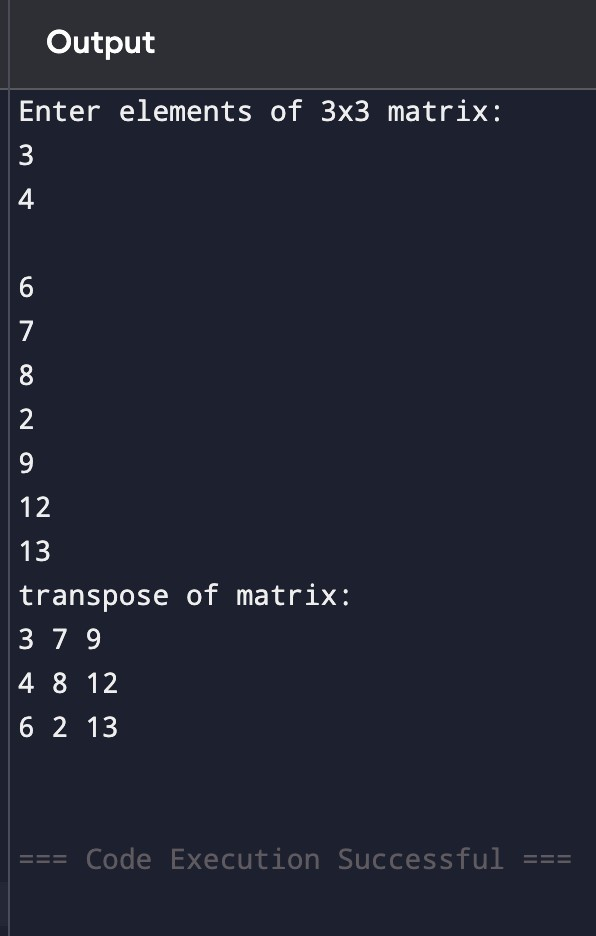 Output
Enter elements of 3x3 matrix:
3
4
6
7
8
2
9
12
13
transpose of matrix:
3 7 9
4 8 12
6 2 13
=== Code Execution Successful ===